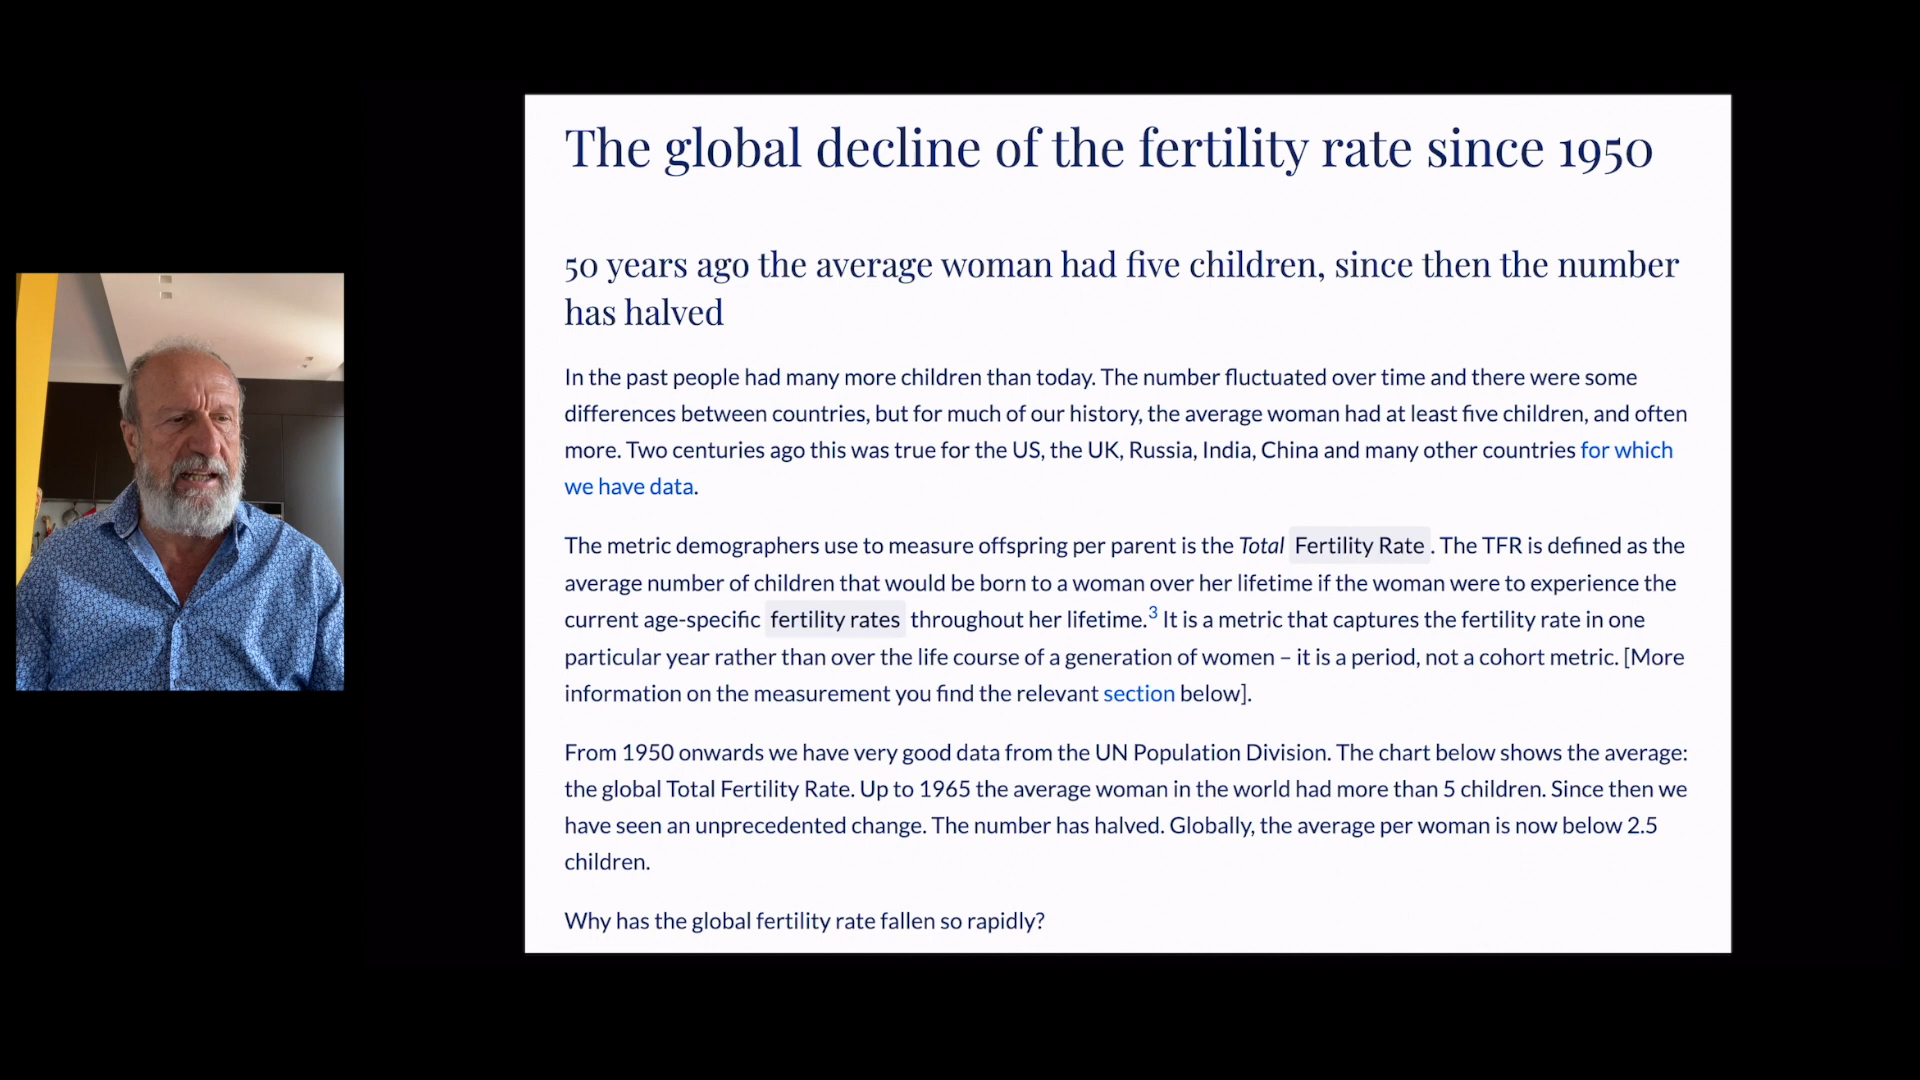 The global decline of the fertility rate since 1950
50 years ago the average woman had five children, since then the number
has halved
In the past people had many more children than today. The number fluctuated over time and there were some
differences between countries, but for much of our history, the average woman had at least five children, and often
more. Two centuries ago this was true for the US, the UK, Russia, India, China and many other countries for which
we have data.
The metric demographers use to measure offspring per parent is the Total Fertility Rate . The TFR is defined as the
average number of children that would be born to a woman over her lifetime if the woman were to experience the
current age-specific fertility rates throughout her lifetime.3 It is a metric that captures the fertility rate in one
particular year rather than over the life course of a generation of women – it is a period, not a cohort metric. [More
information on the measurement you find the relevant section below].
From 1950 onwards we have very good data from the UN Population Division. The chart below shows the average:
the global Total Fertility Rate. Up to 1965 the average woman in the world had more than 5 children. Since then we
have seen an unprecedented change. The number has halved. Globally, the average per woman is now below 2.5
children.
Why has the global fertility rate fallen so rapidly?